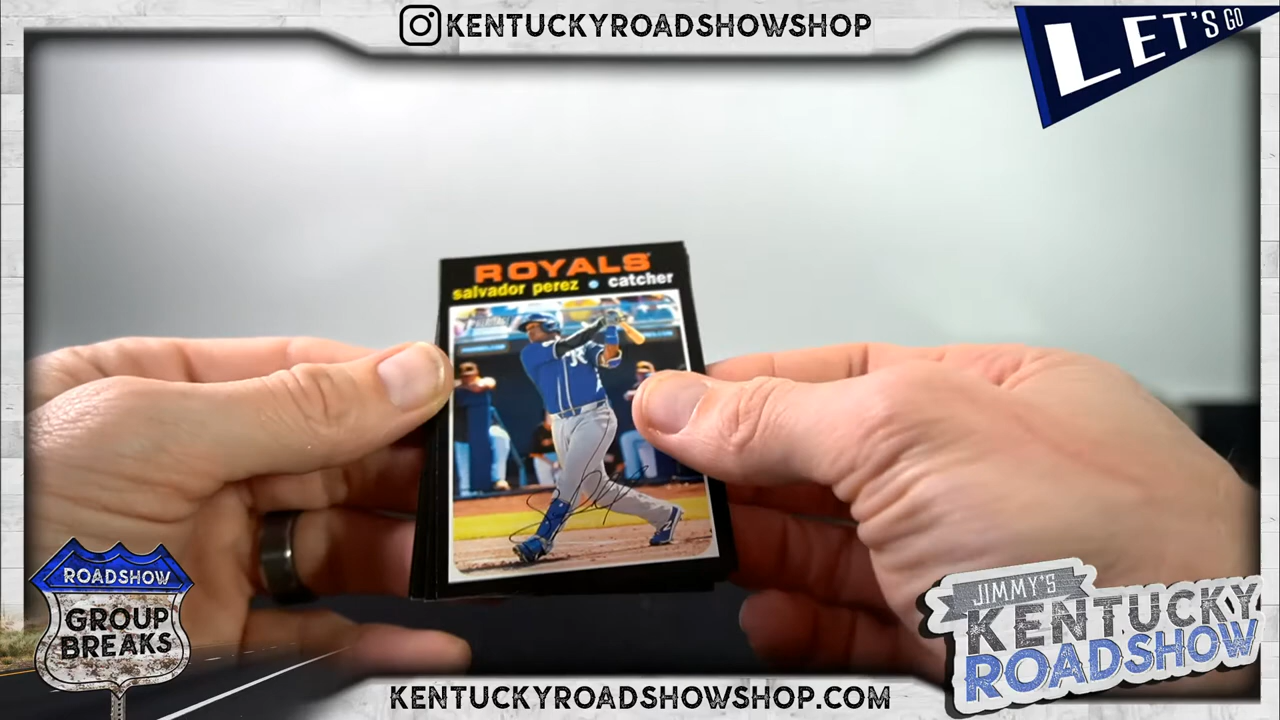 KENTUCKYROADSHOWSHOP
LET'S GO
ROYALS
salvador perez • catcher
R
ROADSHOW
GROUP
BREAKS
JIMMY'S
KENTUCKY
ROADSHOW
KENTUCKYROADSHOWSHOP.COM